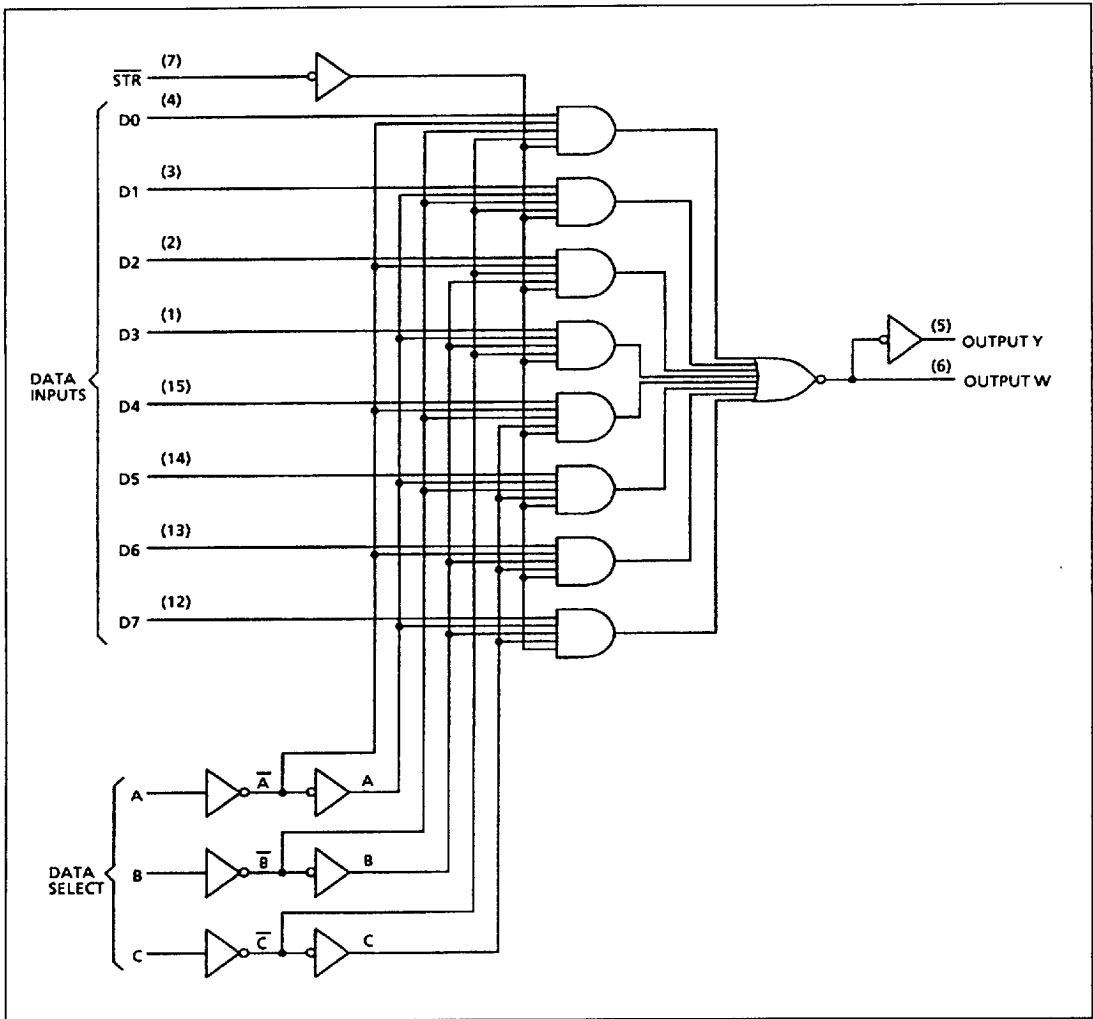 (7)
S̅T̅R̅
(4)
D0
(3)
D1
(2)
D2
(1)
D3
DATA
INPUTS
(15)
D4
(14)
D5
(13)
D6
(12)
D7
(5)
OUTPUT Y
(6)
OUTPUT W
A
A̅
A
DATA
SELECT
B
B̅
B
C
C̅
C